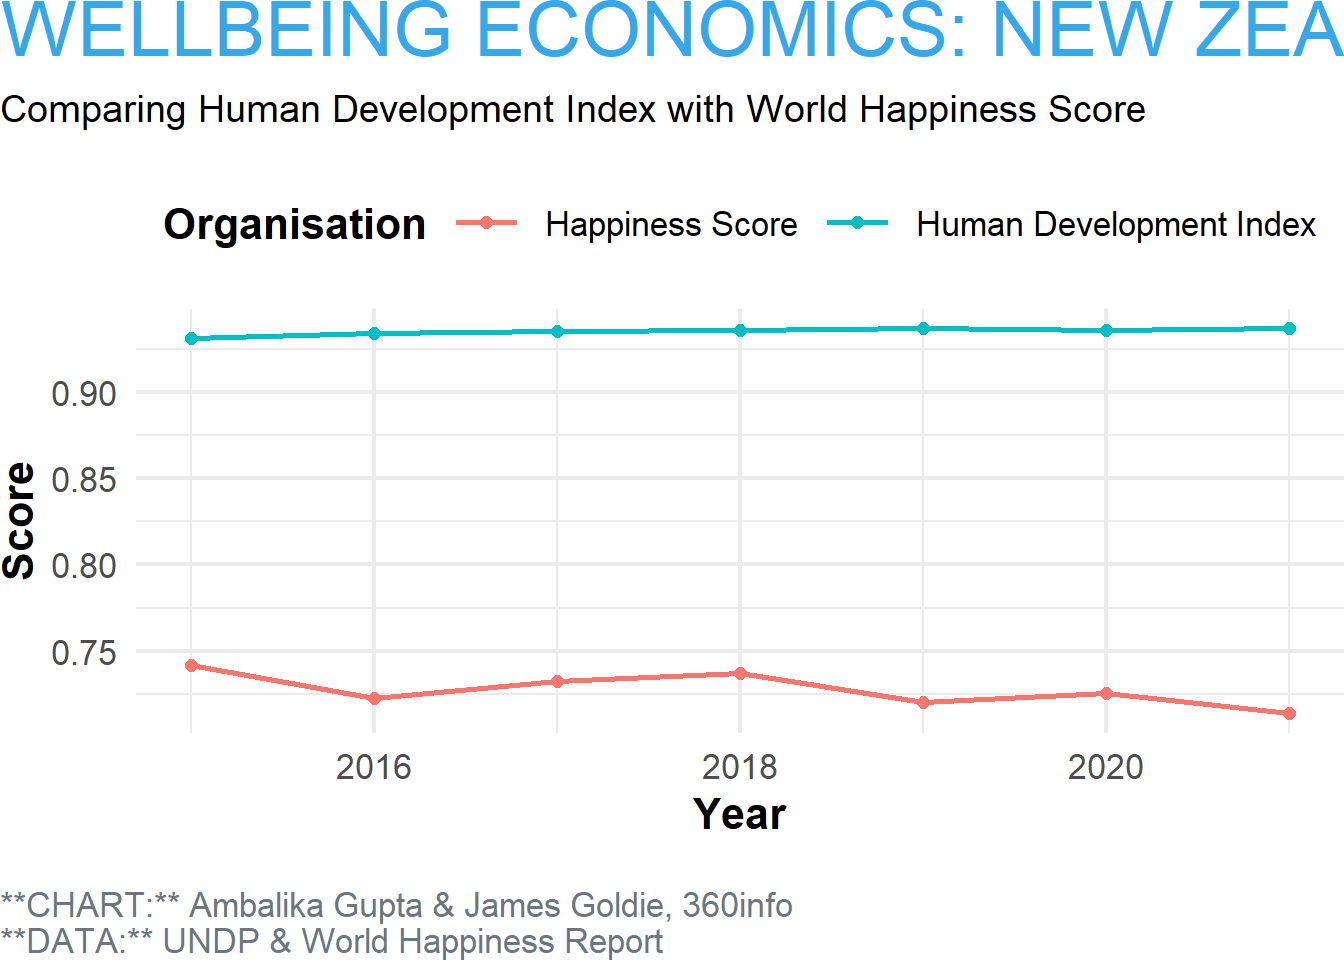 WELLBEING ECONOMICS: NEW ZEA
Comparing Human Development Index with World Happiness Score
Organisation Happiness Score Human Development Index
Score
0.90
0.85
0.80
0.75
2016 2018 2020
Year
**CHART:** Ambalika Gupta & James Goldie, 360info
**DATA:** UNDP & World Happiness Report